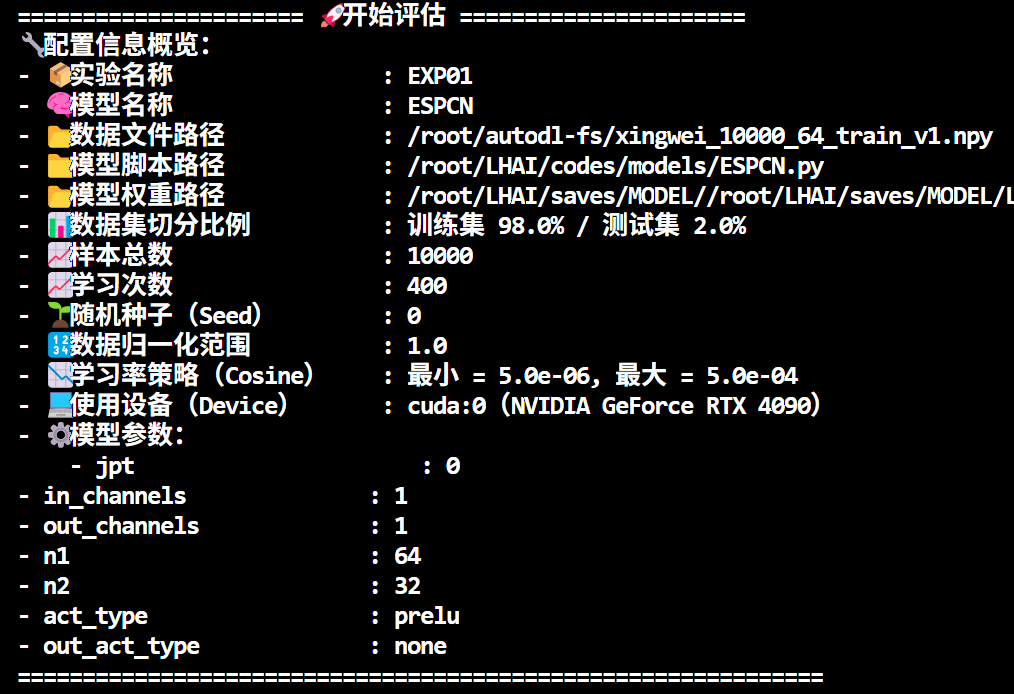 ====================== 🚀开始评估 ======================
🔧配置信息概览:
- 📦实验名称 : EXP01
- 🧠模型名称 : ESPCN
- 📁数据文件路径 : /root/autodl-fs/xingwei_10000_64_train_v1.npy
- 📁模型脚本路径 : /root/LHAI/codes/models/ESPCN.py
- 📂模型权重路径 : /root/LHAI/saves/MODEL//root/LHAI/saves/MODEL/L
- 📊数据集切分比例 : 训练集 98.0% / 测试集 2.0%
- 📈样本总数 : 10000
- 📈学习次数 : 400
- 🌱随机种子（Seed） : 0
- 🔢数据归一化范围 : 1.0
- 📉学习率策略（Cosine） : 最小 = 5.0e-06, 最大 = 5.0e-04
- 💻使用设备（Device） : cuda:0（NVIDIA GeForce RTX 4090）
- ⚙️模型参数:
- jpt : 0
- in_channels : 1
- out_channels : 1
- n1 : 64
- n2 : 32
- act_type : prelu
- out_act_type : none
==============================================================